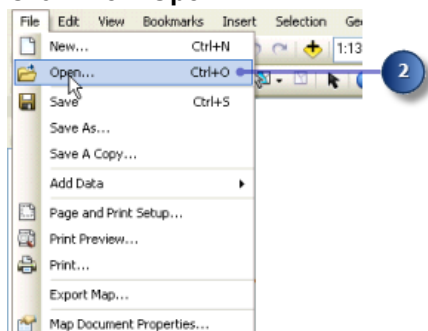 File Edit View Bookmarks Insert Selection
1:13
New... Ctrl+N
Open... Ctrl+O
2
Save Ctrl+S
Save As...
Save A Copy...
Add Data
Page and Print Setup...
Print Preview...
Print...
Export Map...
Map Document Properties...